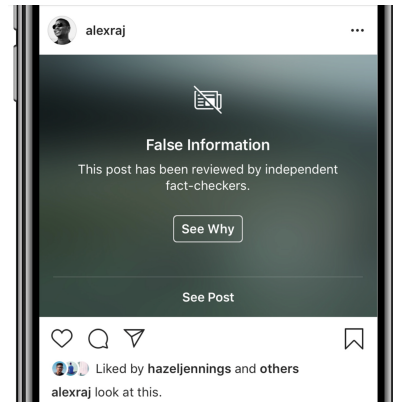 alexraj
False Information
This post has been reviewed by independent
fact-checkers.
See Why
See Post
Liked by hazeljennings and others
alexraj look at this.